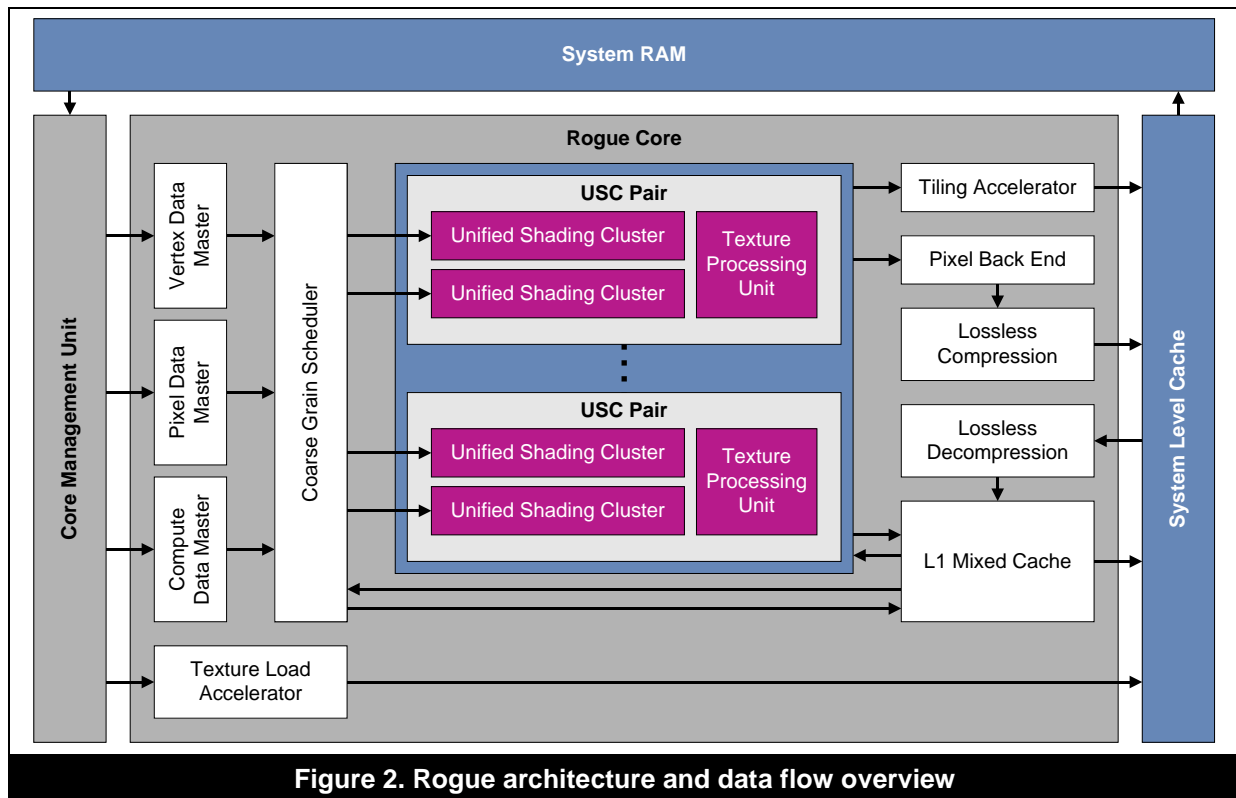 System RAM
Core Management Unit
Rogue Core
Vertex Data
Master
Pixel Data
Master
Compute
Data Master
Coarse Grain Scheduler
USC Pair
Unified Shading Cluster
Unified Shading Cluster
Texture
Processing
Unit
USC Pair
Unified Shading Cluster
Unified Shading Cluster
Texture
Processing
Unit
Tiling Accelerator
Pixel Back End
Lossless
Compression
Lossless
Decompression
L1 Mixed Cache
Texture Load
Accelerator
System Level Cache
Figure 2. Rogue architecture and data flow overview